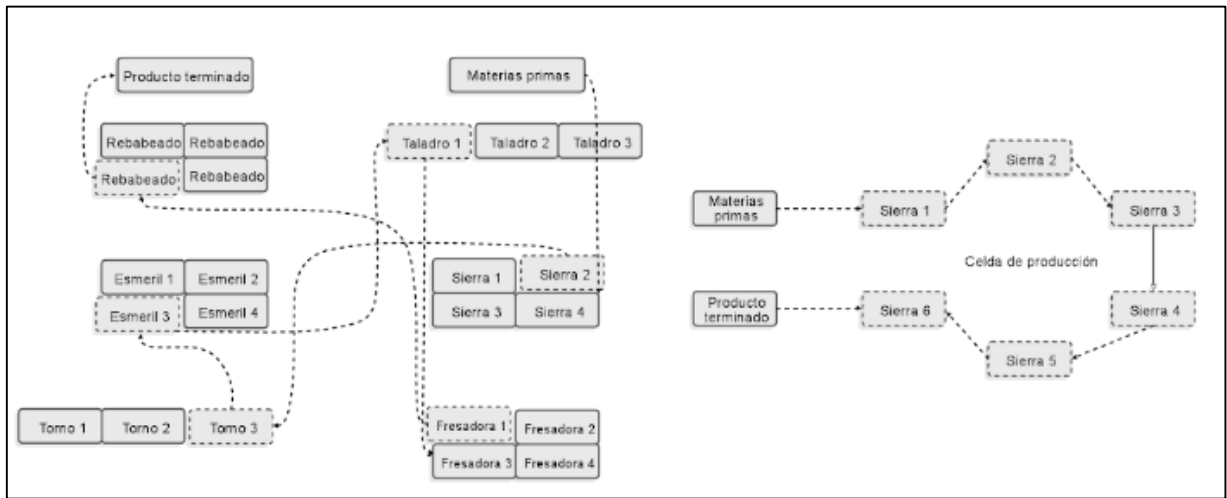 Producto terminado
Materias primas
Rebabeado
Rebabeado
Rebabeado
Rebabeado
Taladro 1
Taladro 2
Taladro 3
Esmeril 1
Esmeril 2
Esmeril 3
Esmeril 4
Sierra 1
Sierra 2
Sierra 3
Sierra 4
Torno 1
Torno 2
Torno 3
Fresadora 1
Fresadora 2
Fresadora 3
Fresadora 4
Materias
primas
Sierra 1
Sierra 2
Sierra 3
Celda de producción
Producto
terminado
Sierra 6
Sierra 5
Sierra 4